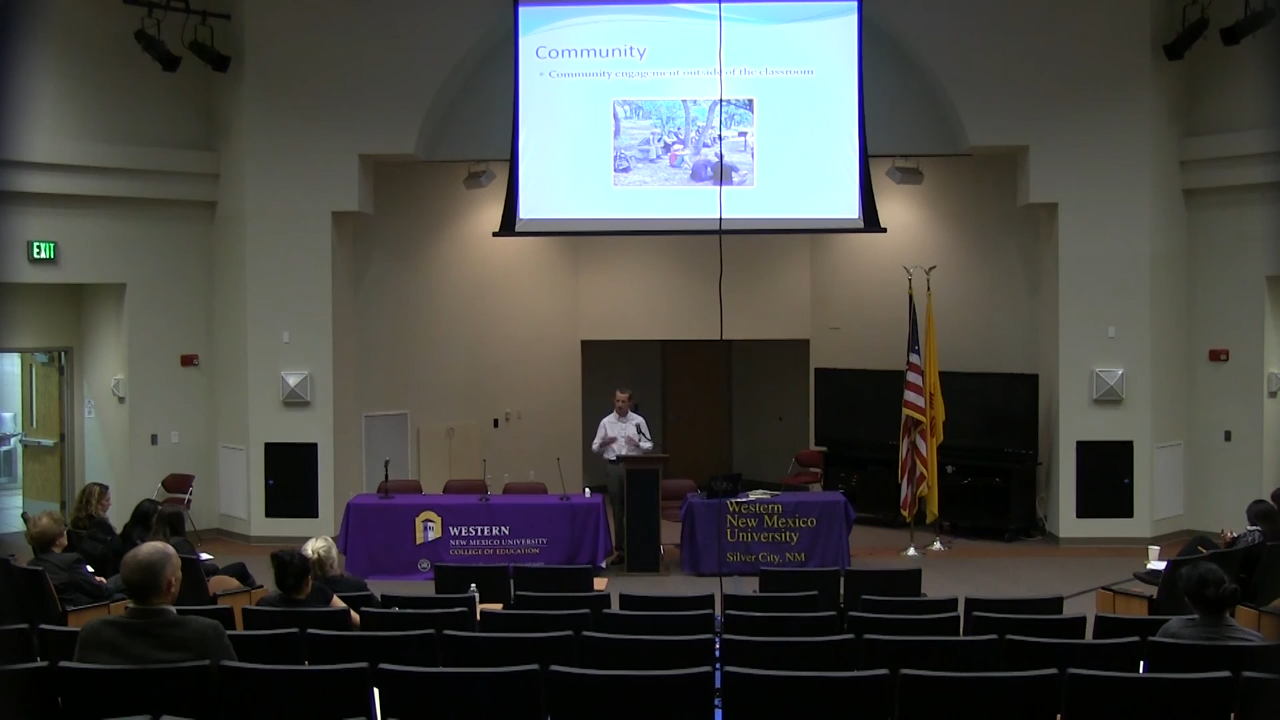 Community
Community engagement outside of the classroom
EXIT
WESTERN
NEW MEXICO UNIVERSITY
COLLEGE OF EDUCATION
Western
New Mexico
University
Silver City, NM